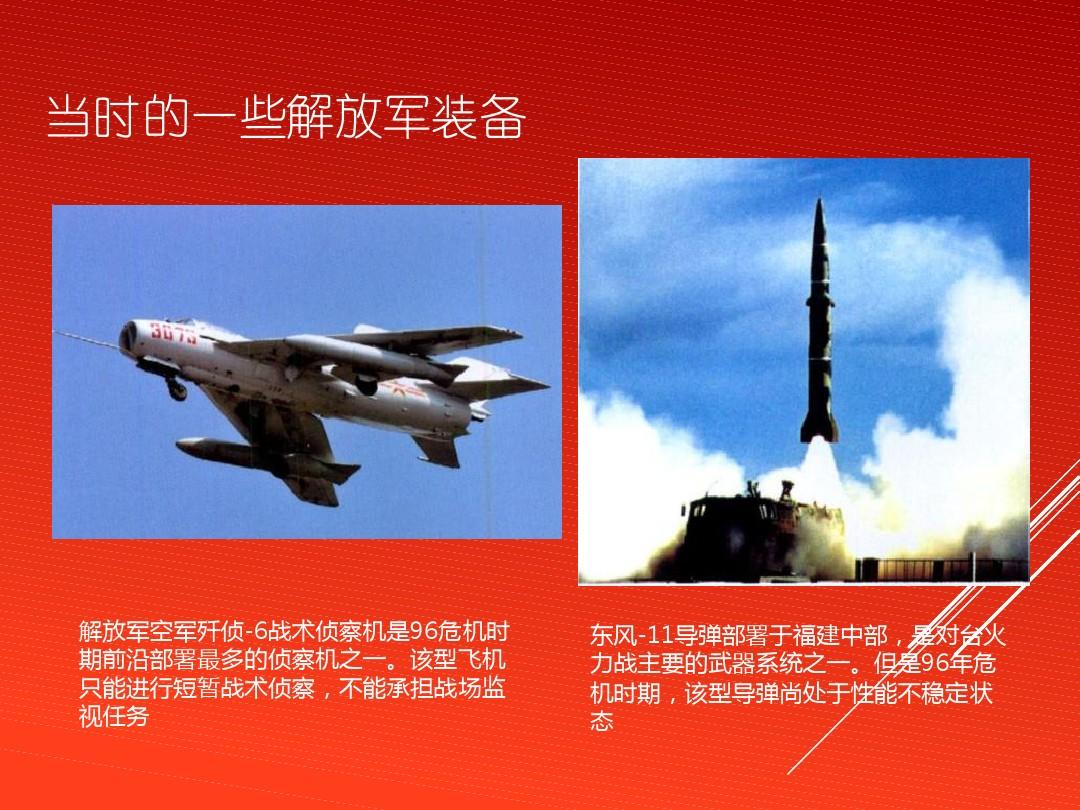 当时的一些解放军装备
3073
解放军空军歼侦-6战术侦察机是96危机时
期前沿部署最多的侦察机之一。该型飞机
只能进行短暂战术侦察，不能承担战场监
视任务
东风-11导弹部署于福建中部，是对台火
力战主要的武器系统之一。但是96年危
机时期，该型导弹尚处于性能不稳定状
态